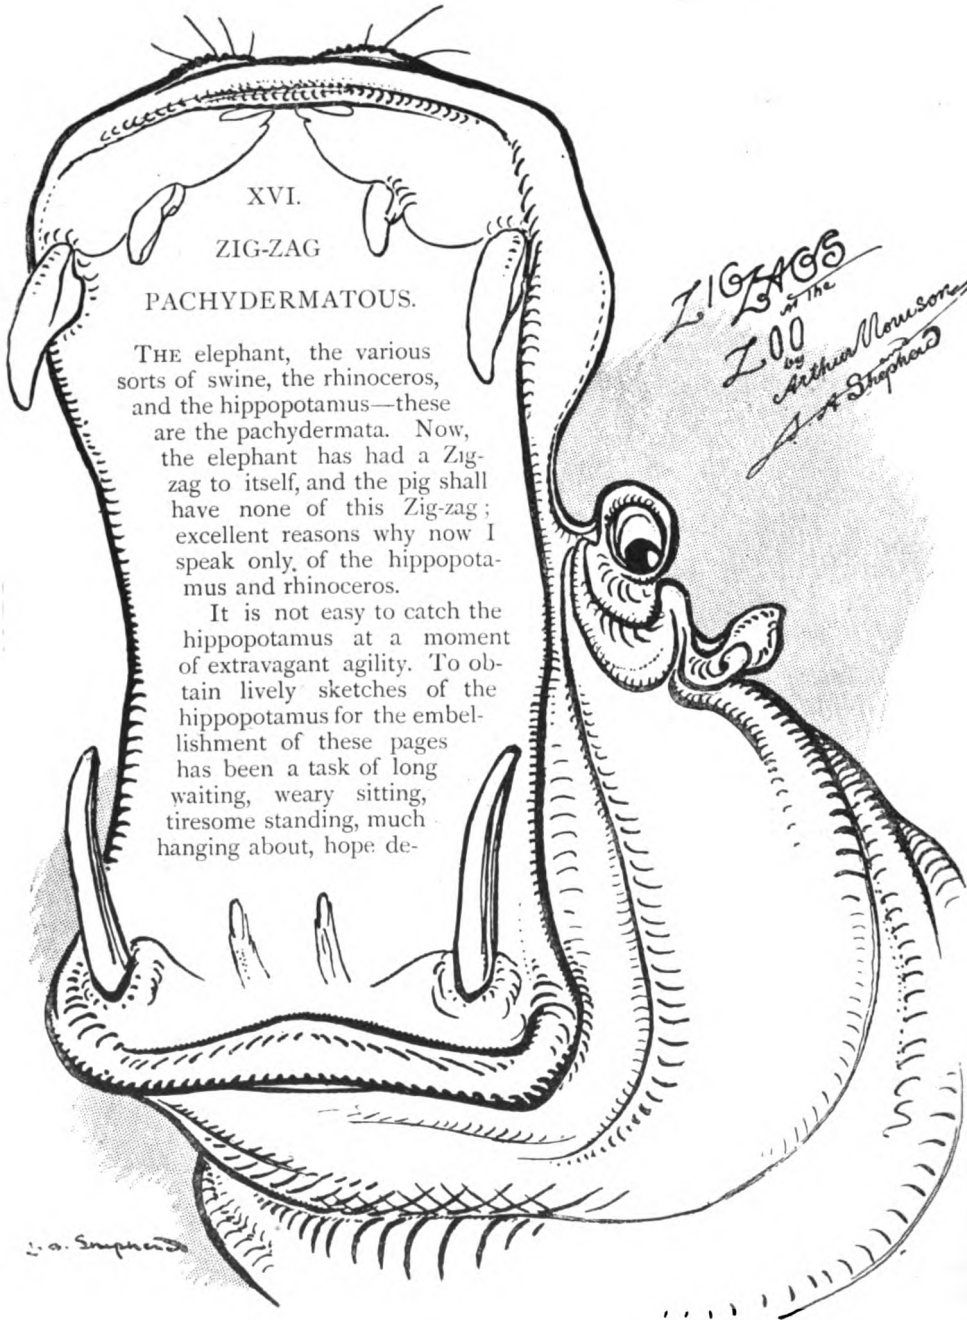 XVI.
ZIG-ZAG
PACHYDERMATOUS.
THE elephant, the various
sorts of swine, the rhinoceros,
and the hippopotamus—these
are the pachydermata. Now,
the elephant has had a Zig-
zag to itself, and the pig shall
have none of this Zig-zag;
excellent reasons why now I
speak only of the hippopota-
mus and rhinoceros.
It is not easy to catch the
hippopotamus at a moment
of extravagant agility. To ob-
tain lively sketches of the
hippopotamus for the embel-
lishment of these pages
has been a task of long
waiting, weary sitting,
tiresome standing, much
hanging about, hope de-
ZIGZAGS
in the
ZOO
by
Arthur Morrison
and
J. A. Shepherd
J. A. Shepherd